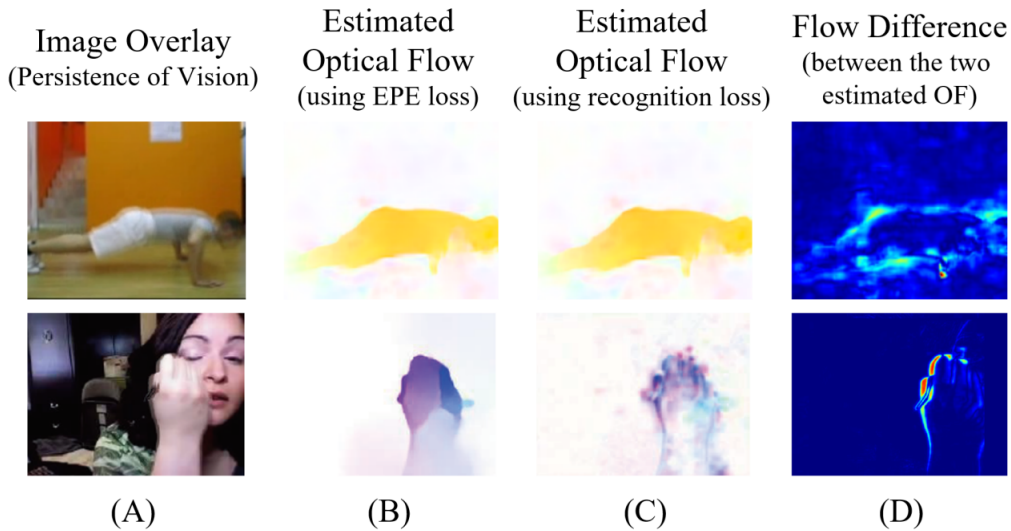 Image Overlay
(Persistence of Vision)
Estimated
Optical Flow
(using EPE loss)
Estimated
Optical Flow
(using recognition loss)
Flow Difference
(between the two
estimated OF)
(A)
(B)
(C)
(D)